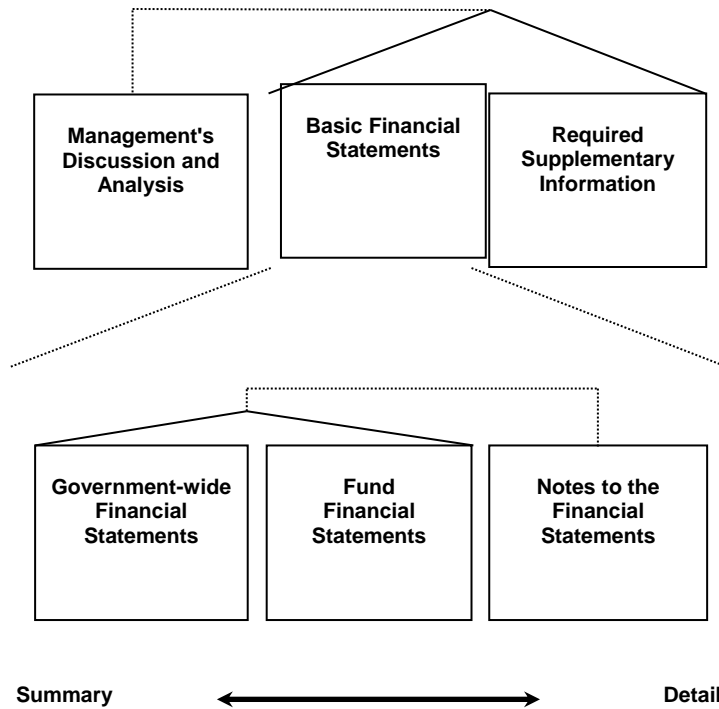 Management's
Discussion and
Analysis
Basic Financial
Statements
Required
Supplementary
Information
Government-wide
Financial
Statements
Fund
Financial
Statements
Notes to the
Financial
Statements
Summary
Detail